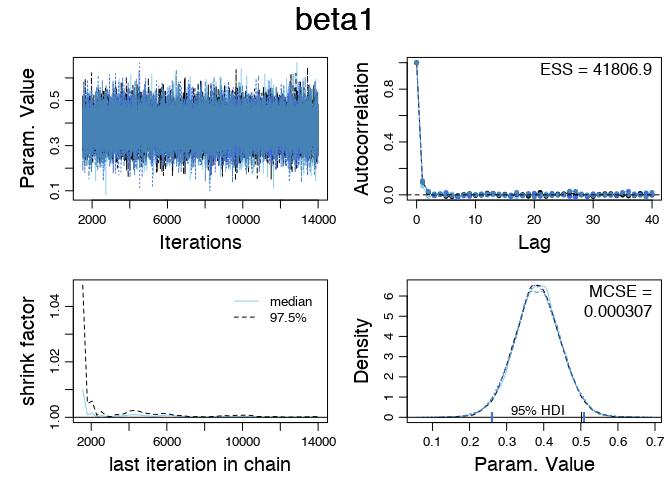 beta1
Param. Value
0.1 0.3 0.5
2000 6000 10000 14000
Iterations
Autocorrelation
0.0 0.4 0.8
ESS = 41806.9
0 10 20 30 40
Lag
shrink factor
1.00 1.02 1.04
median
97.5%
2000 6000 10000 14000
last iteration in chain
Density
0 1 2 3 4 5 6
MCSE =
0.000307
95% HDI
0.1 0.2 0.3 0.4 0.5 0.6 0.7
Param. Value